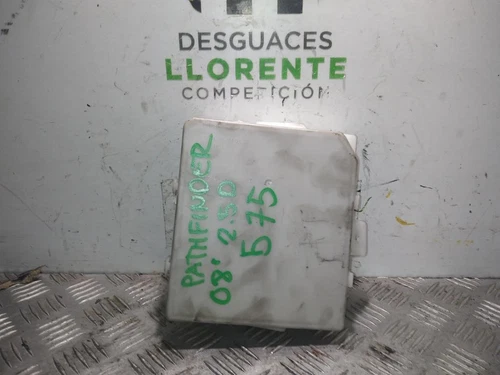 DESGUACES
LLORENTE
COMPETICIÓN
PATHFINDER
08' 2.5D
575